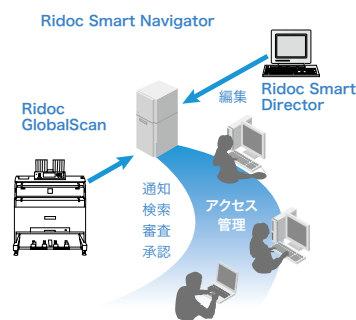 Ridoc Smart Navigator
編集
Ridoc Smart
Director
Ridoc
GlobalScan
通知
検索
審査
承認
アクセス
管理